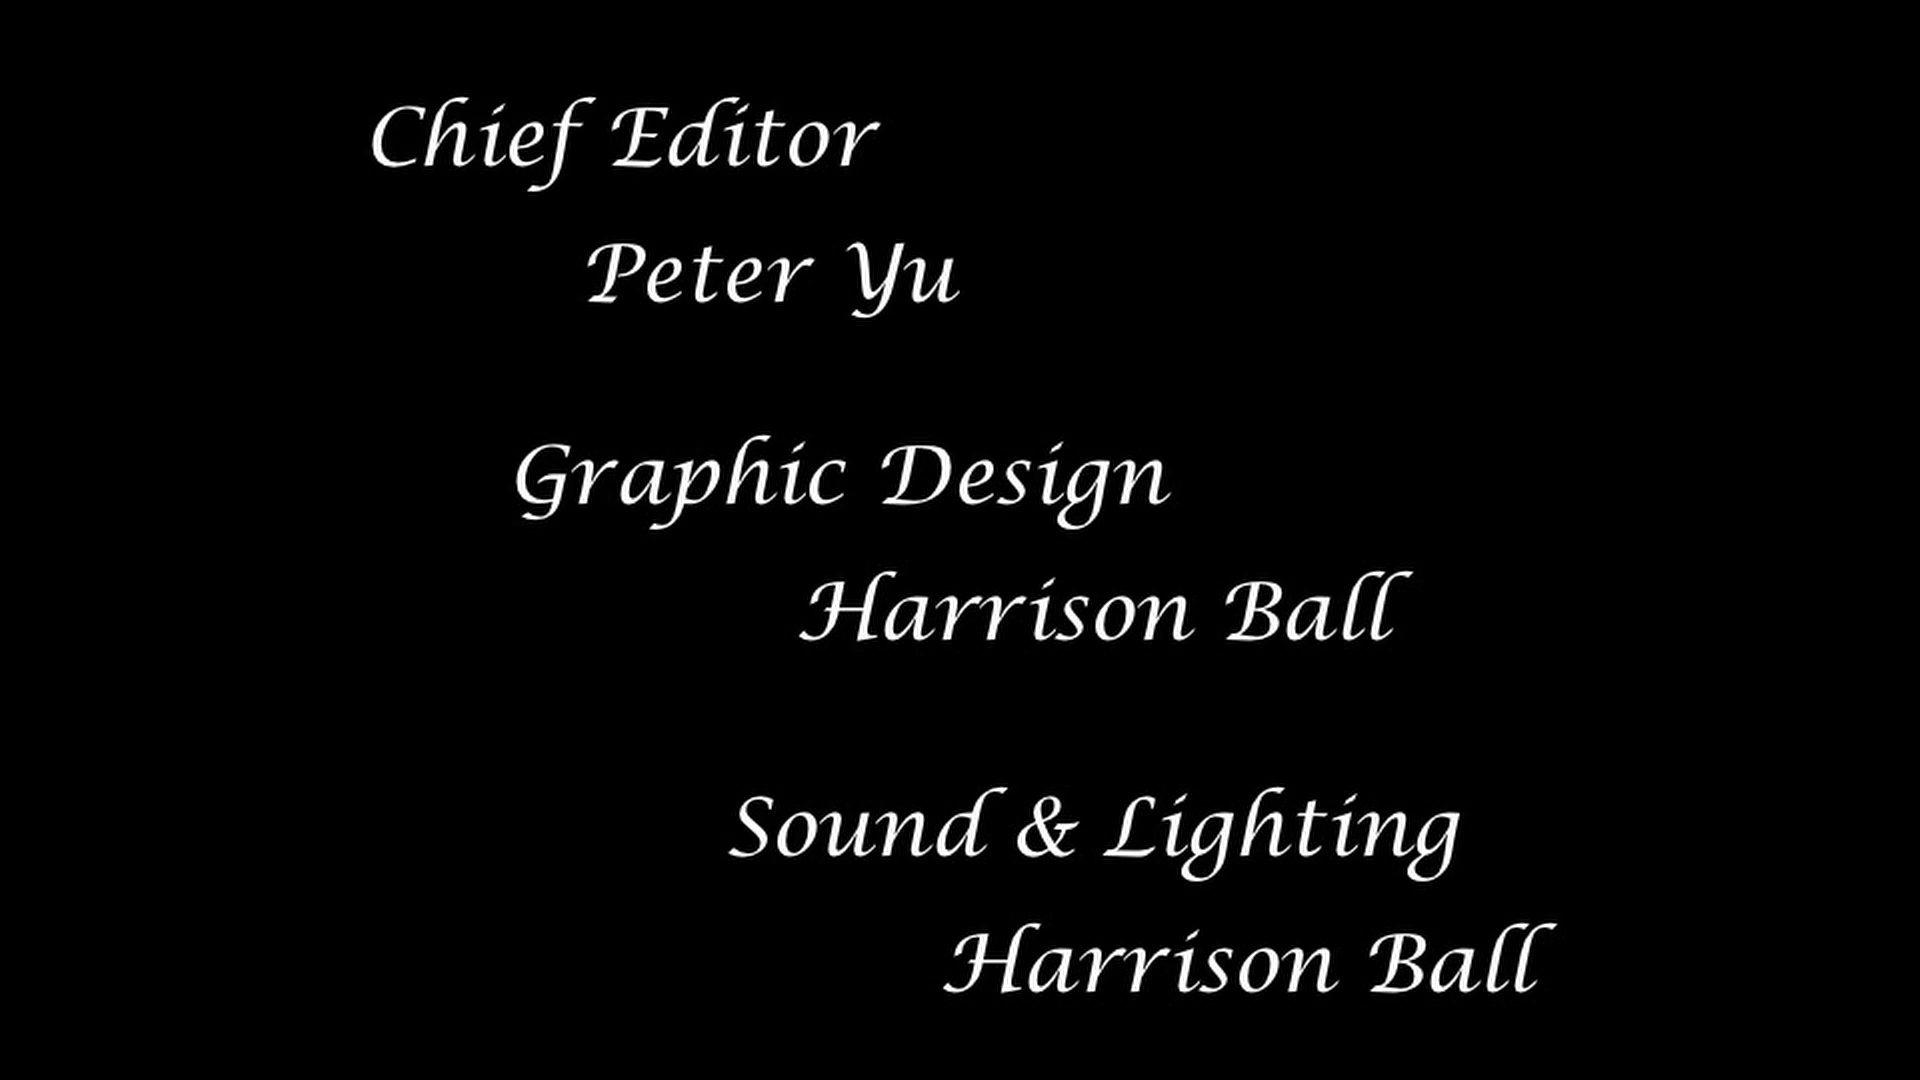 Chief Editor
Peter Yu
Graphic Design
Harrison Ball
Sound & Lighting
Harrison Ball